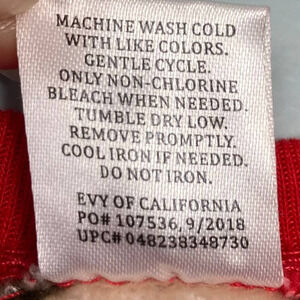 MACHINE WASH COLD
WITH LIKE COLORS.
GENTLE CYCLE.
ONLY NON-CHLORINE
BLEACH WHEN NEEDED.
TUMBLE DRY LOW.
REMOVE PROMPTLY.
COOL IRON IF NEEDED.
DO NOT IRON.
EVY OF CALIFORNIA
PO# 107536, 9/2018
UPC# 048238348730